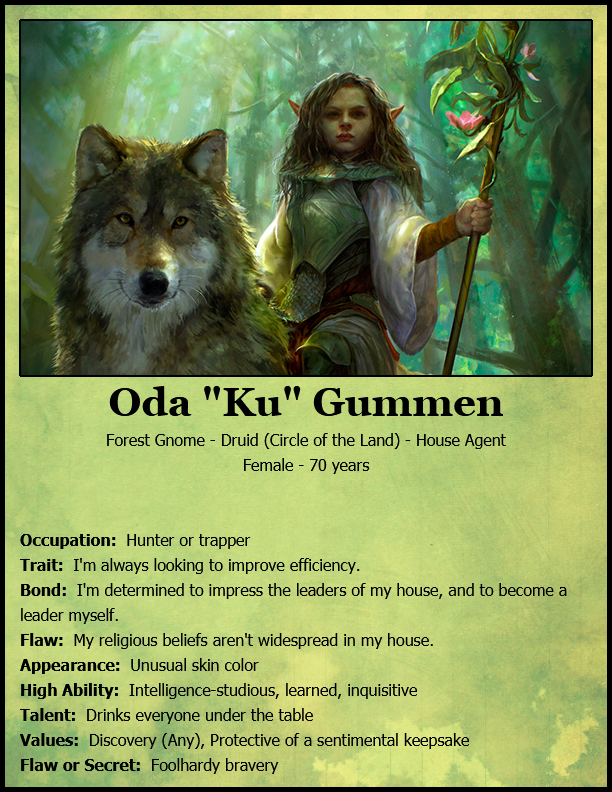 Oda "Ku" Gummen
Forest Gnome - Druid (Circle of the Land) - House Agent
Female - 70 years
Occupation: Hunter or trapper
Trait: I'm always looking to improve efficiency.
Bond: I'm determined to impress the leaders of my house, and to become a
leader myself.
Flaw: My religious beliefs aren't widespread in my house.
Appearance: Unusual skin color
High Ability: Intelligence-studious, learned, inquisitive
Talent: Drinks everyone under the table
Values: Discovery (Any), Protective of a sentimental keepsake
Flaw or Secret: Foolhardy bravery